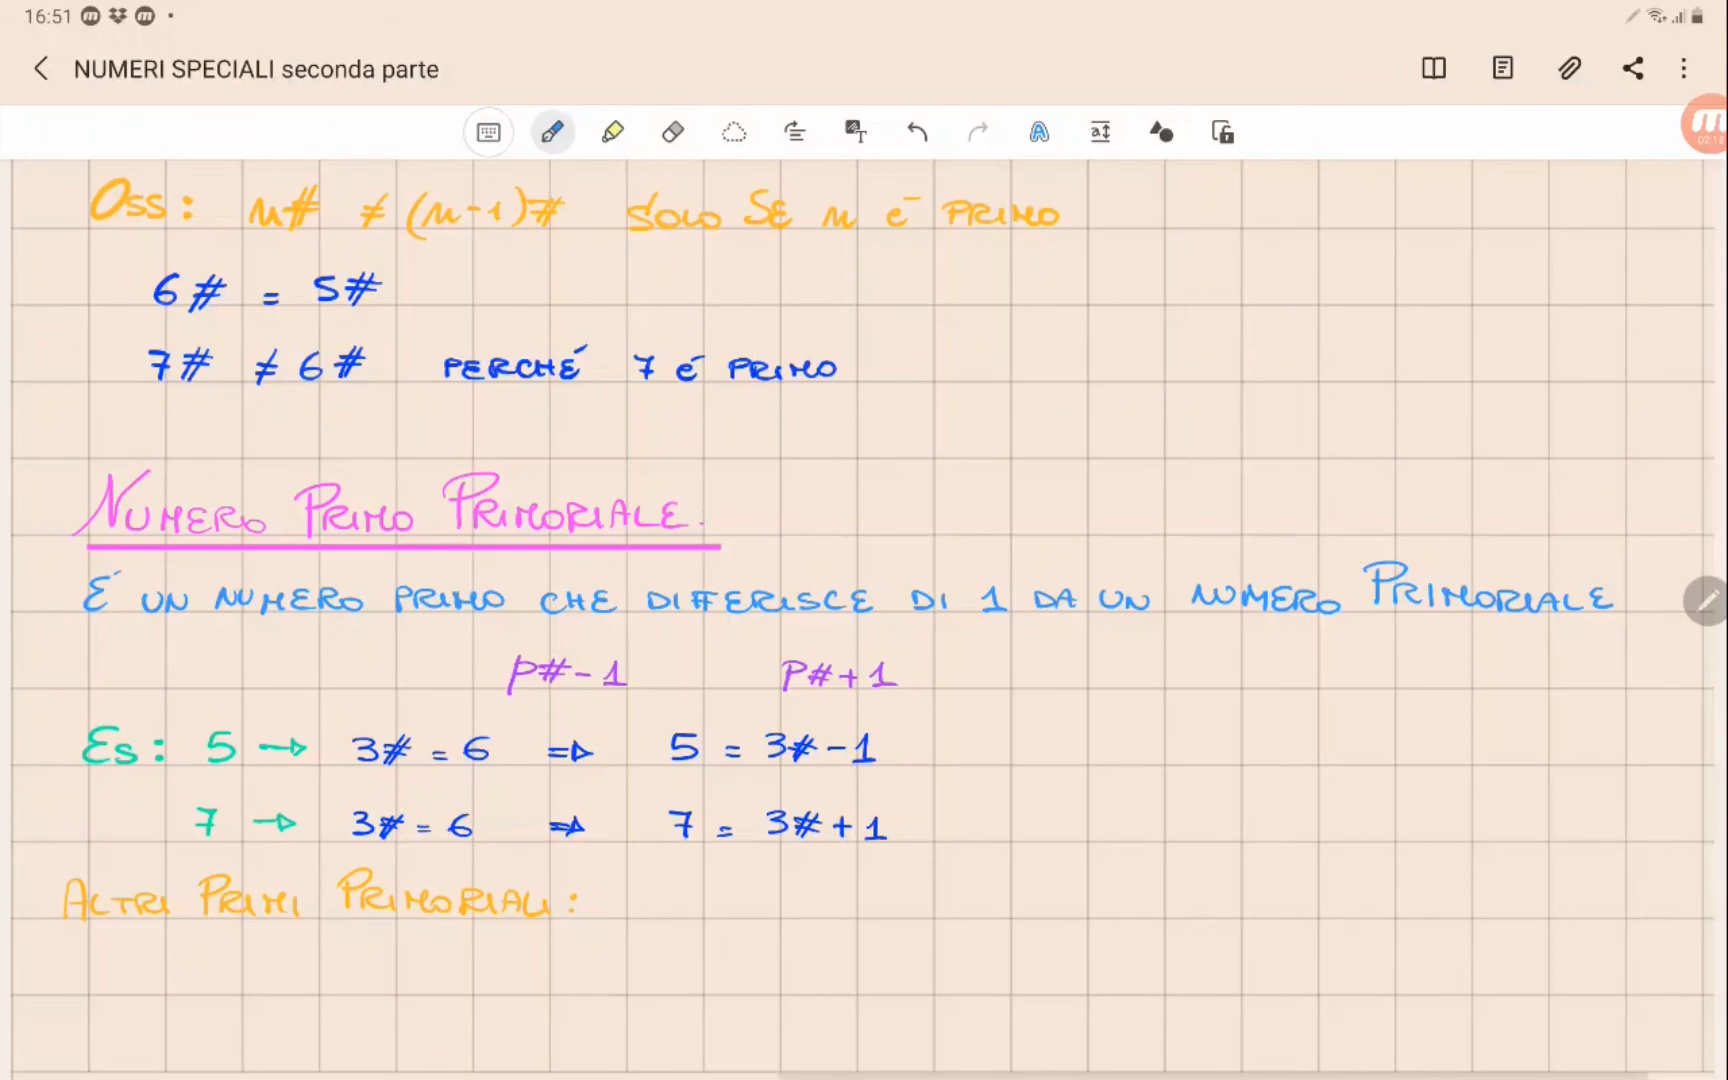 16:51
NUMERI SPECIALI seconda parte
02:13
Oss: n# ≠ (n-1)# SOLO SE n è PRIMO
6# = 5#
7# ≠ 6# PERCHÉ 7 É PRIMO
NUMERO PRIMO PRIMORIALE.
É UN NUMERO PRIMO CHE DIFFERISCE DI 1 DA UN NUMERO PRIMORIALE
P#-1 P#+1
Es: 5 → 3# = 6 ⇒ 5 = 3#-1
7 → 3# = 6 ⇒ 7 = 3#+1
ALTRI PRIMI PRIMORIALI: